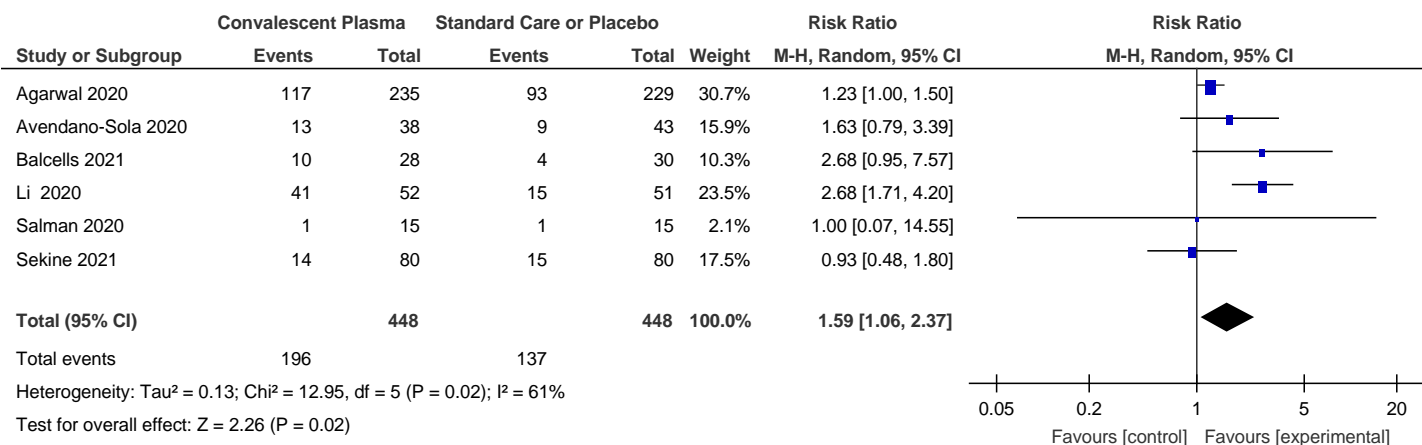 Convalescent Plasma Standard Care or Placebo Risk Ratio Risk Ratio
Study or Subgroup Events Total Events Total Weight M-H, Random, 95% CI M-H, Random, 95% CI
Agarwal 2020 117 235 93 229 30.7% 1.23 [1.00, 1.50]
Avendano-Sola 2020 13 38 9 43 15.9% 1.63 [0.79, 3.39]
Balcells 2021 10 28 4 30 10.3% 2.68 [0.95, 7.57]
Li 2020 41 52 15 51 23.5% 2.68 [1.71, 4.20]
Salman 2020 1 15 1 15 2.1% 1.00 [0.07, 14.55]
Sekine 2021 14 80 15 80 17.5% 0.93 [0.48, 1.80]
Total (95% CI) 448 448 100.0% 1.59 [1.06, 2.37]
Total events 196 137
Heterogeneity: Tau² = 0.13; Chi² = 12.95, df = 5 (P = 0.02); I² = 61%
Test for overall effect: Z = 2.26 (P = 0.02)
0.05 0.2 1 5 20
Favours [control] Favours [experimental]